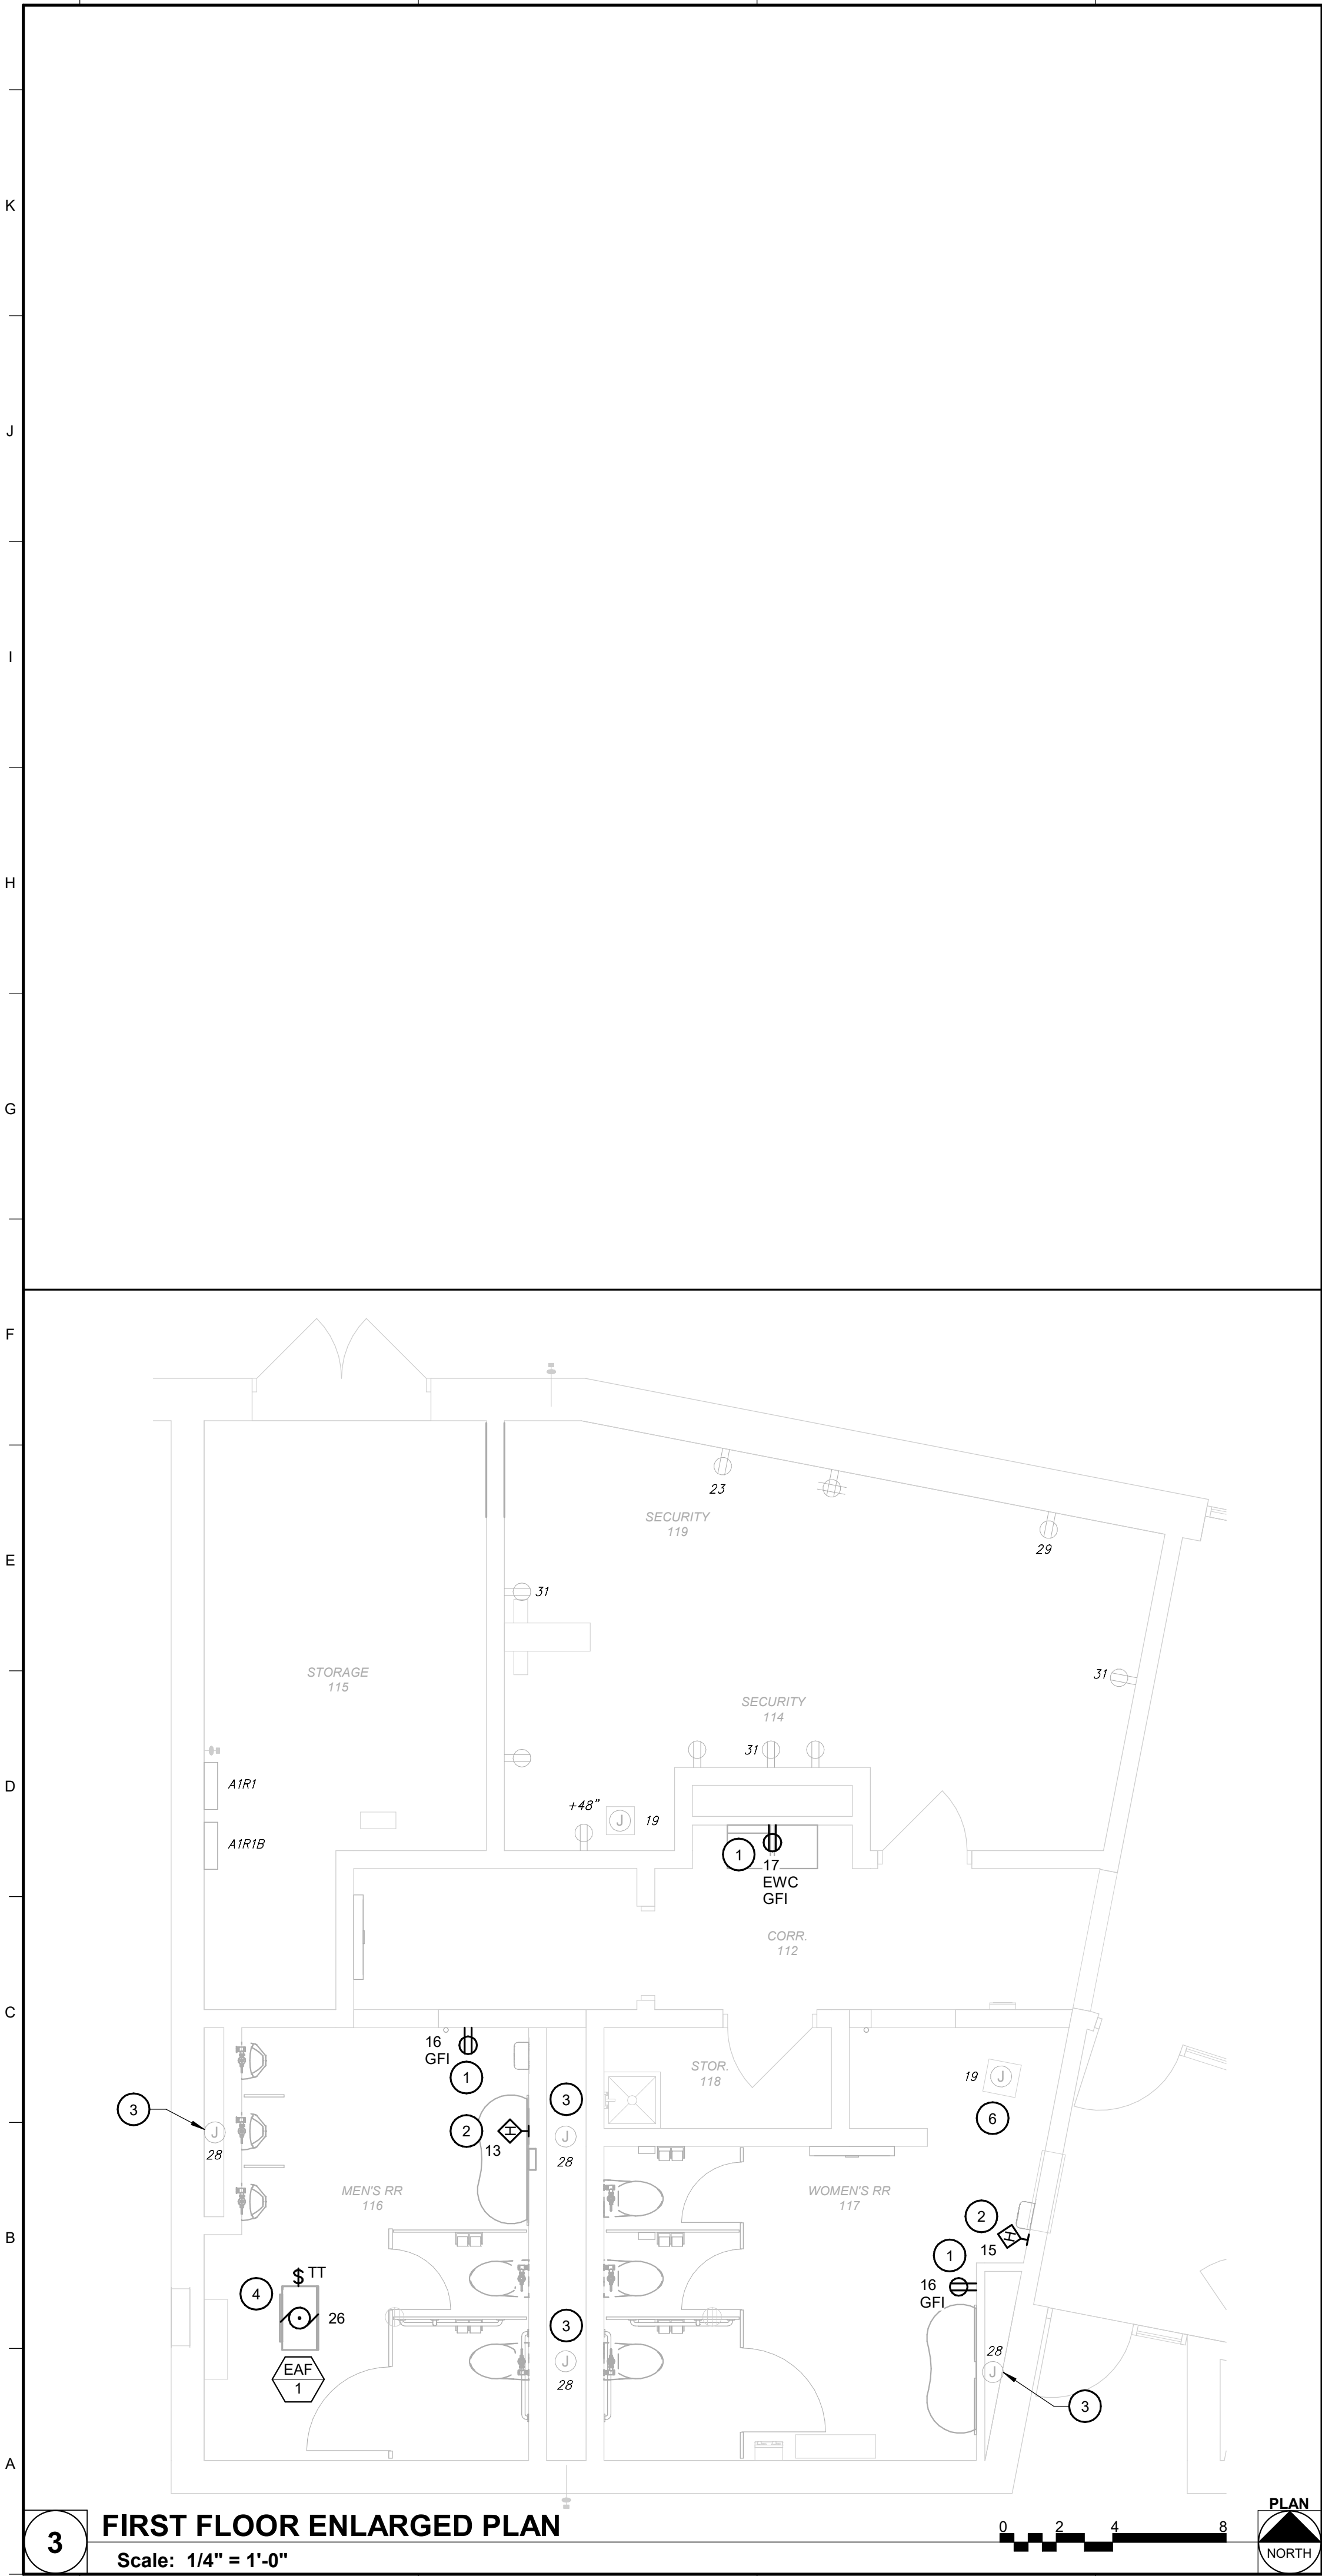 K
J
I
H
G
F
E
D
C
B
A
23
SECURITY
119
29
31
STORAGE
115
31
SECURITY
114
31
A1R1
+48"
J
19
A1R1B
1
17
EWC
GFI
CORR.
112
16
GFI
1
STOR.
118
19
J
6
3
3
J
28
2
H
13
J
28
MEN'S RR
116
WOMEN'S RR
117
2
H
15
1
16
GFI
$ TT
4
26
3
J
28
28
J
3
EAF
1
3
FIRST FLOOR ENLARGED PLAN
Scale: 1/4" = 1'-0"
0 2 4 8
PLAN
NORTH